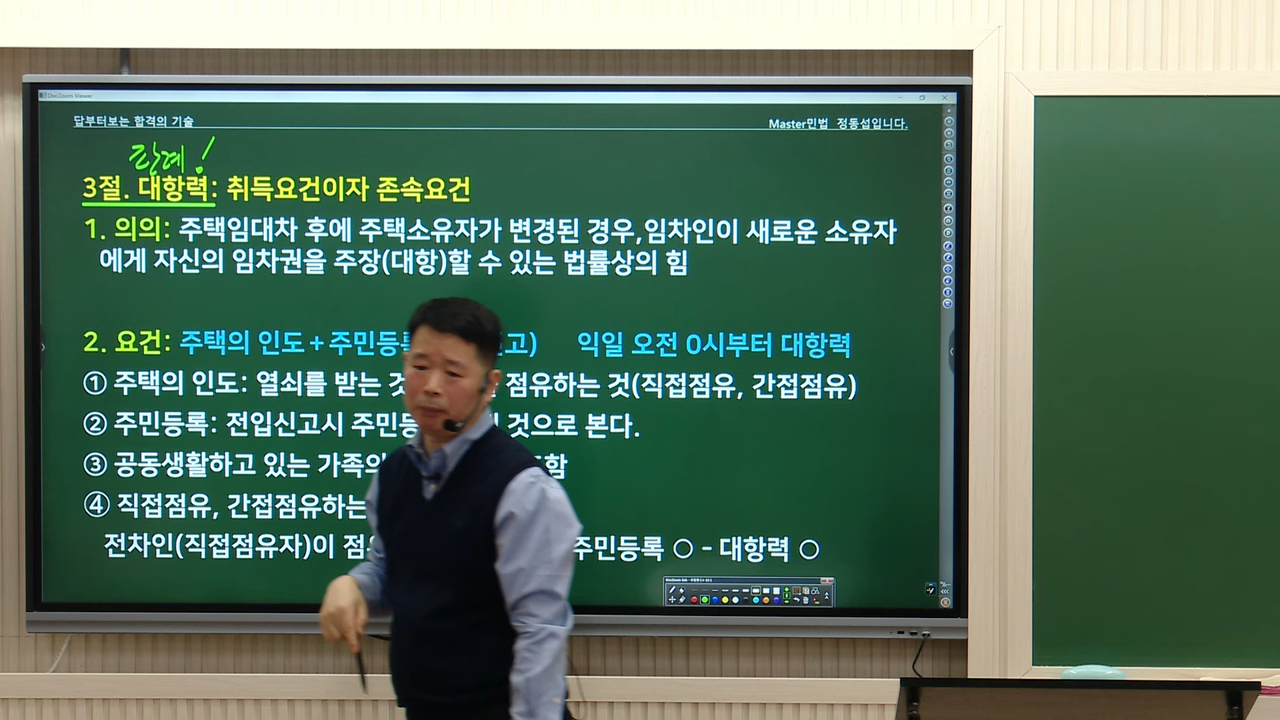 DocZoom Viewer
답부터보는 합격의 기술
Master민법 정동섭입니다.
3절. 대항력: 취득요건이자 존속요건
1. 의의: 주택임대차 후에 주택소유자가 변경된 경우,임차인이 새로운 소유자
에게 자신의 임차권을 주장(대항)할 수 있는 법률상의 힘
2. 요건: 주택의 인도 + 주민등 고) 익일 오전 0시부터 대항력
① 주택의 인도: 열쇠를 받는 점유하는 것(직접점유, 간접점유)
② 주민등록: 전입신고시 주민등 것으로 본다.
③ 공동생활하고 있는 가족의 함
④ 직접점유, 간접점유하는
전차인(직접점유자)이 점 주민등록 ○ - 대항력 ○